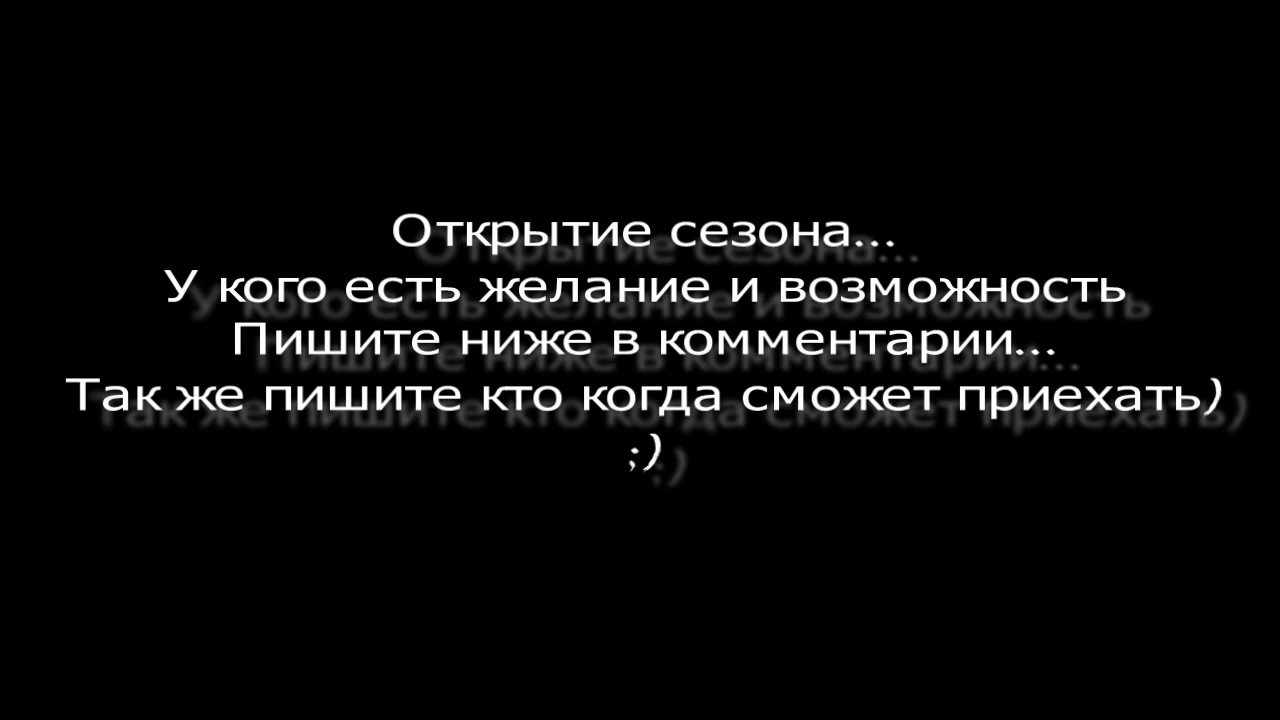 Открытие сезона...
У кого есть желание и возможность
Пишите ниже в комментарии...
Так же пишите кто когда сможет приехать)
;)